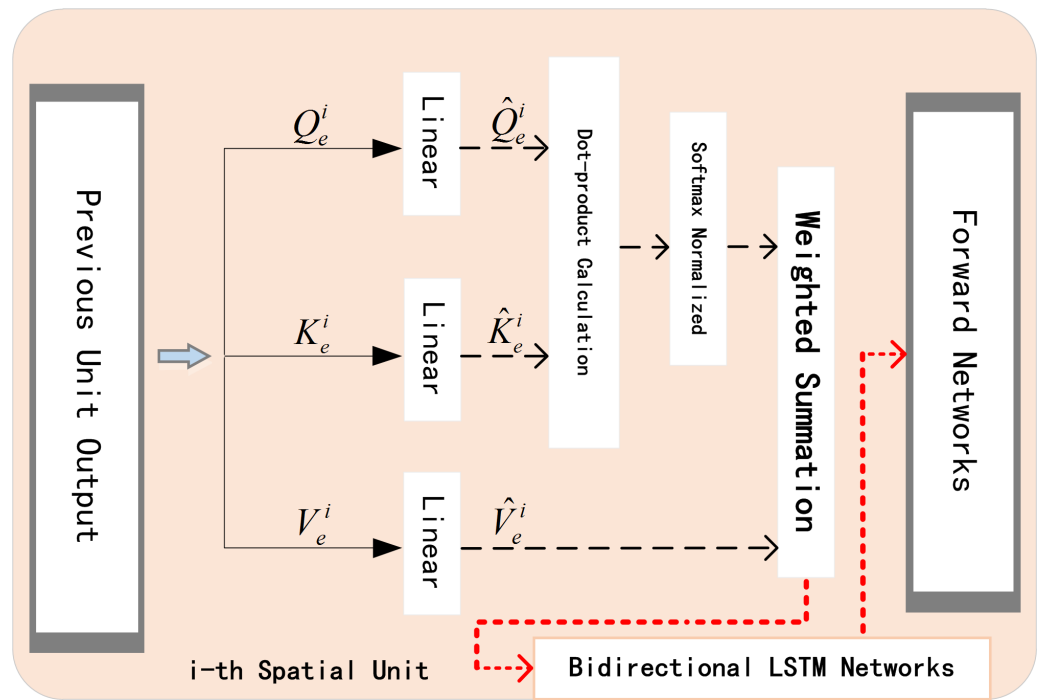 Previous Unit Output
Q_e^i
Linear
Q̂_e^i
K_e^i
Linear
K̂_e^i
V_e^i
Linear
V̂_e^i
Dot-product Calculation
Softmax Normalized
Weighted Summation
Forward Networks
i-th Spatial Unit
Bidirectional LSTM Networks